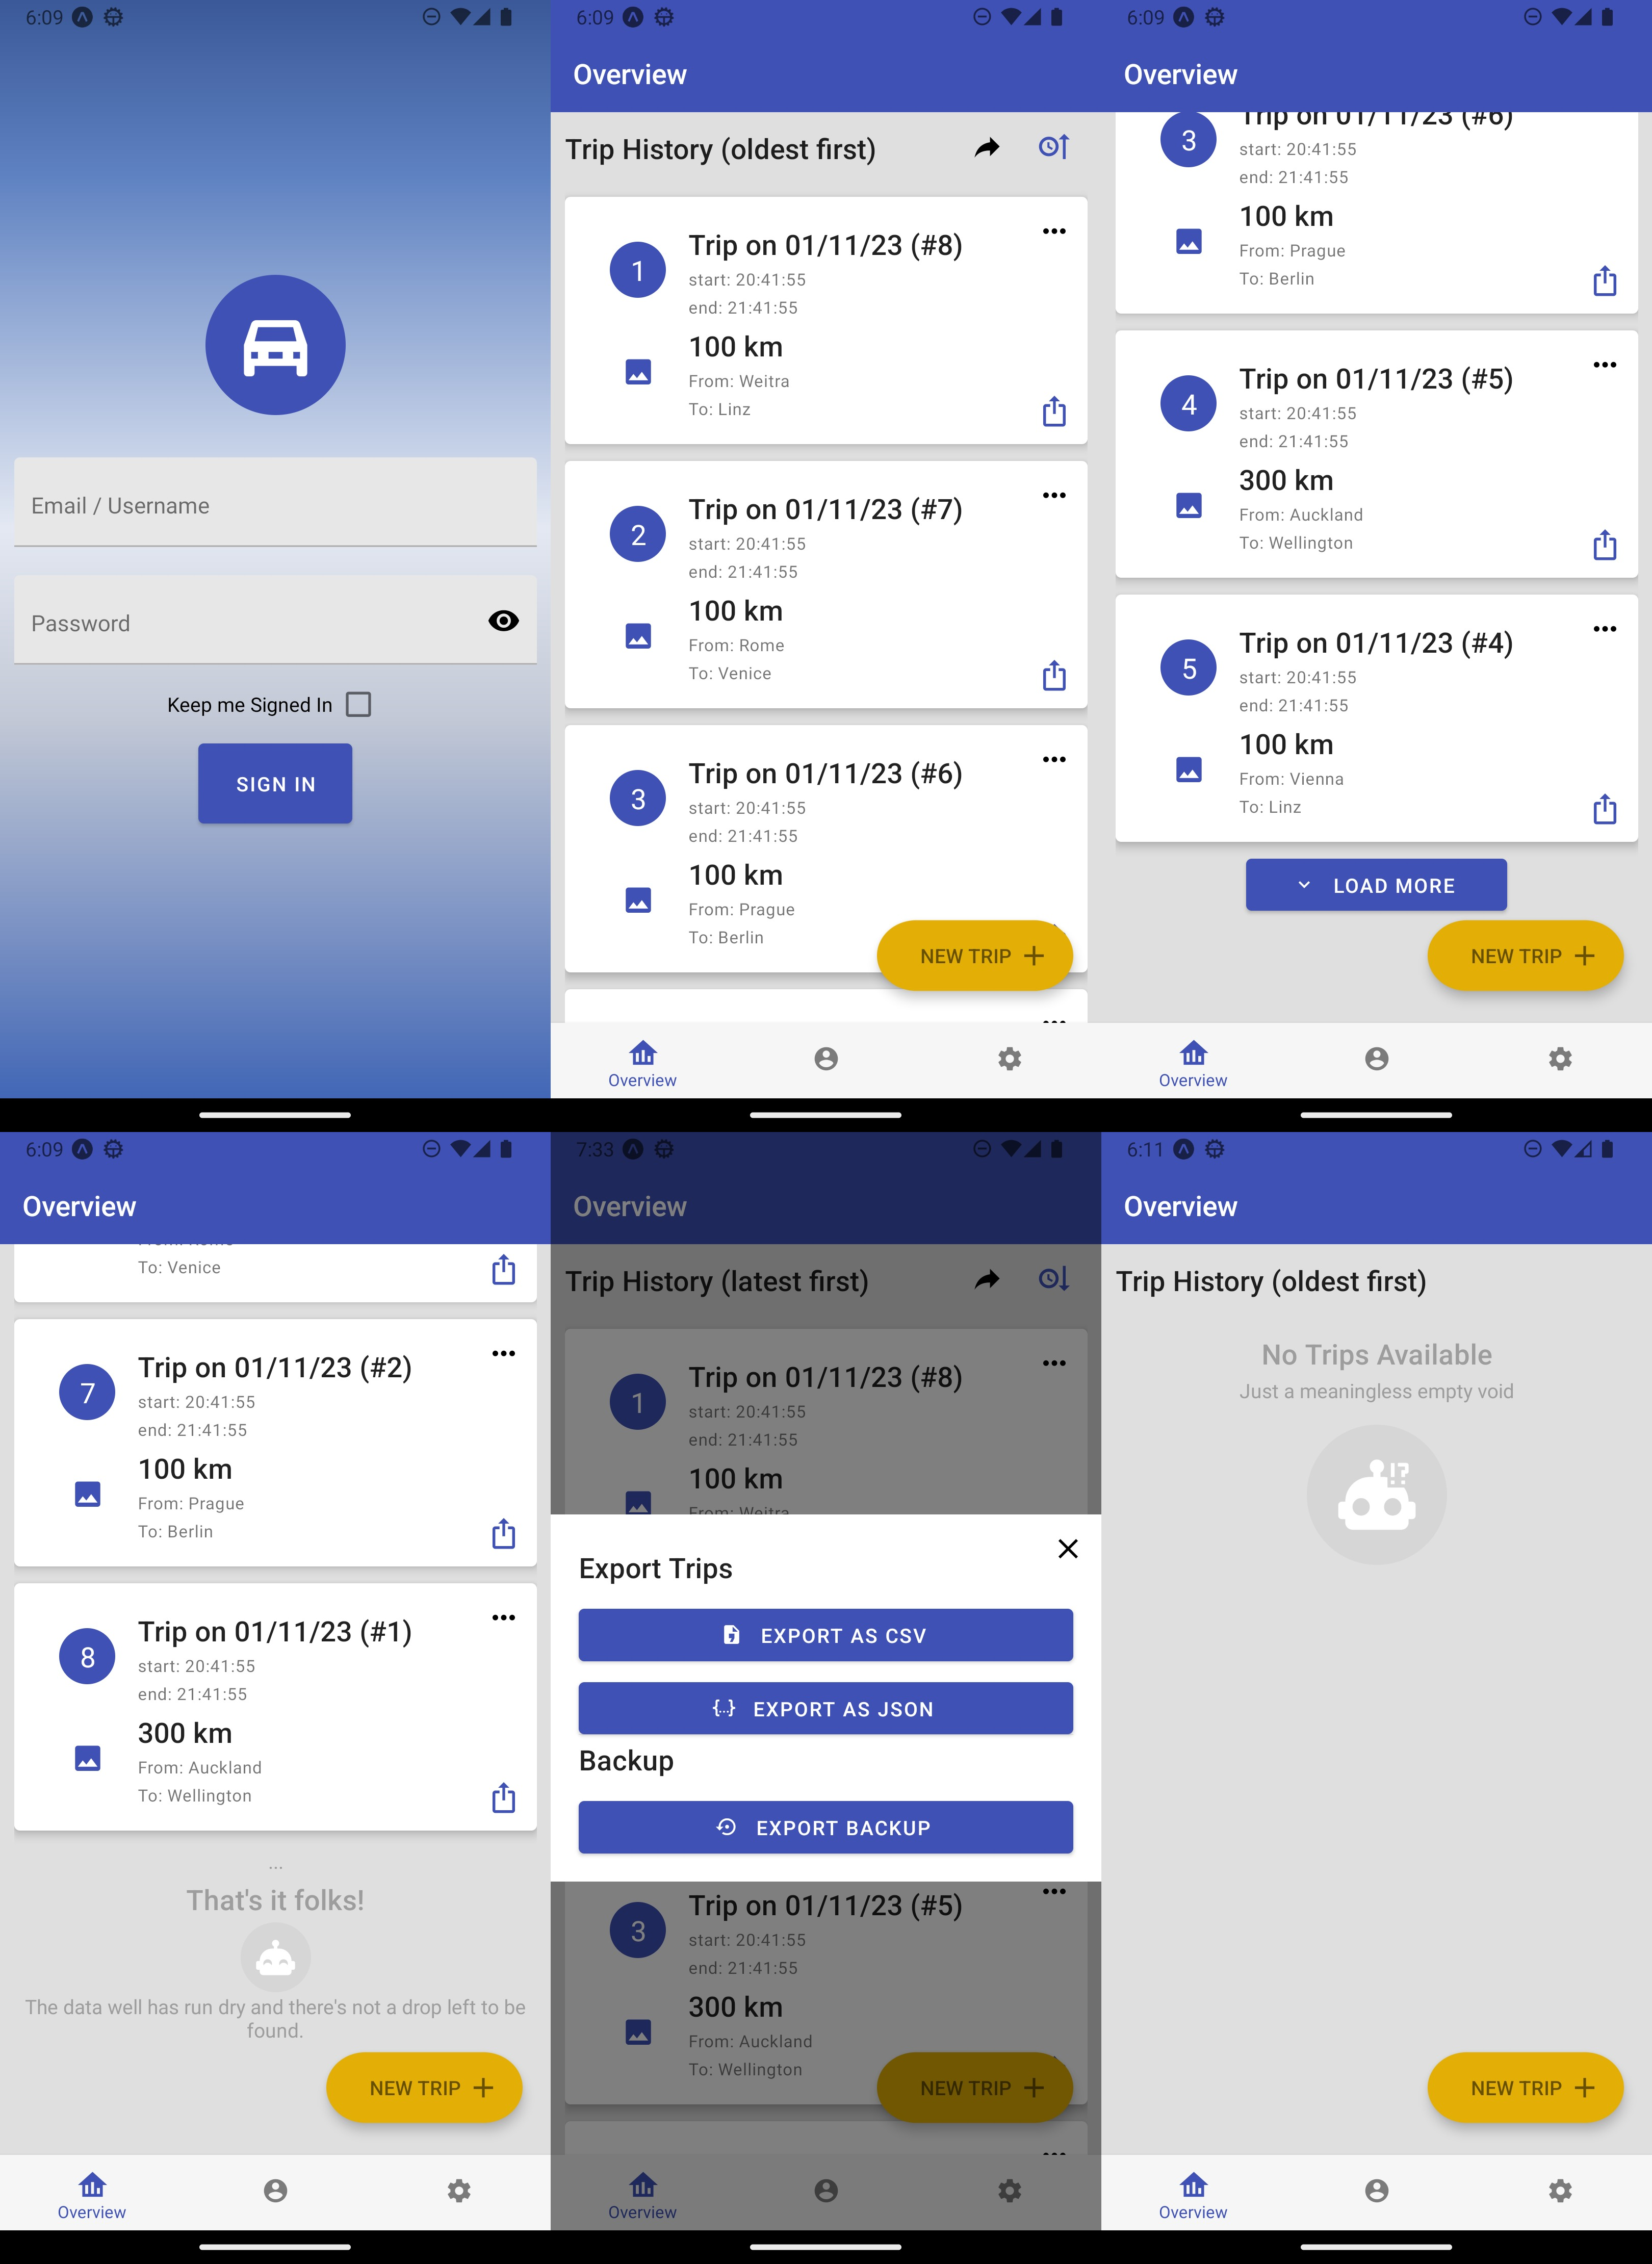 6:09
Email / Username
Password
Keep me Signed In
SIGN IN
6:09
Overview
Trip History (oldest first)
1
Trip on 01/11/23 (#8)
start: 20:41:55
end: 21:41:55
100 km
From: Weitra
To: Linz
2
Trip on 01/11/23 (#7)
start: 20:41:55
end: 21:41:55
100 km
From: Rome
To: Venice
3
Trip on 01/11/23 (#6)
start: 20:41:55
end: 21:41:55
100 km
From: Prague
To: Berlin
NEW TRIP +
Overview
6:09
Overview
3
Trip on 01/11/23 (#6)
start: 20:41:55
end: 21:41:55
100 km
From: Prague
To: Berlin
4
Trip on 01/11/23 (#5)
start: 20:41:55
end: 21:41:55
300 km
From: Auckland
To: Wellington
5
Trip on 01/11/23 (#4)
start: 20:41:55
end: 21:41:55
100 km
From: Vienna
To: Linz
LOAD MORE
NEW TRIP +
Overview
6:09
Overview
From: Rome
To: Venice
7
Trip on 01/11/23 (#2)
start: 20:41:55
end: 21:41:55
100 km
From: Prague
To: Berlin
8
Trip on 01/11/23 (#1)
start: 20:41:55
end: 21:41:55
300 km
From: Auckland
To: Wellington
...
That's it folks!
The data well has run dry and there's not a drop left to be
found.
NEW TRIP +
Overview
7:33
Overview
Trip History (latest first)
1
Trip on 01/11/23 (#8)
start: 20:41:55
end: 21:41:55
100 km
From: Weitra
Export Trips
EXPORT AS CSV
{...} EXPORT AS JSON
Backup
EXPORT BACKUP
3
Trip on 01/11/23 (#5)
start: 20:41:55
end: 21:41:55
300 km
From: Auckland
To: Wellington
NEW TRIP +
Overview
6:11
Overview
Trip History (oldest first)
No Trips Available
Just a meaningless empty void
!?
NEW TRIP +
Overview